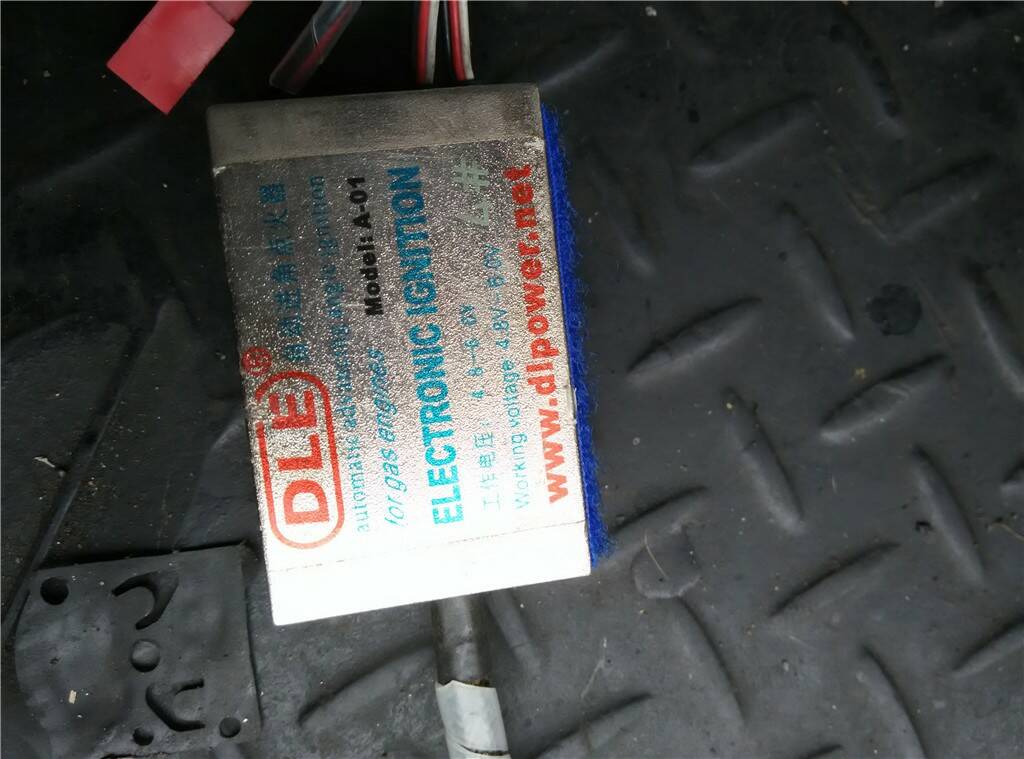 DLE®
自动进角点火器
automatic advancing angle ignition
for gas engines Model: A-01
ELECTRONIC IGNITION
工作电压: 4.8-6.0V
Working voltage 4.8V-6.0V
www.dlpower.net